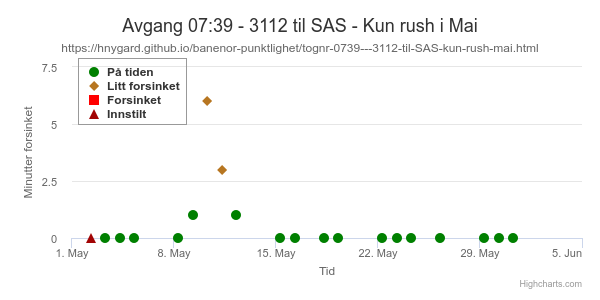 Avgang 07:39 - 3112 til SAS - Kun rush i Mai
https://hnygard.github.io/banenor-punktlighet/tognr-0739---3112-til-SAS-kun-rush-mai.html
7.5
5
2.5
0
Minutter forsinket
På tiden
Litt forsinket
Forsinket
Innstilt
1. May
8. May
15. May
22. May
29. May
5. Jun
Tid
Highcharts.com